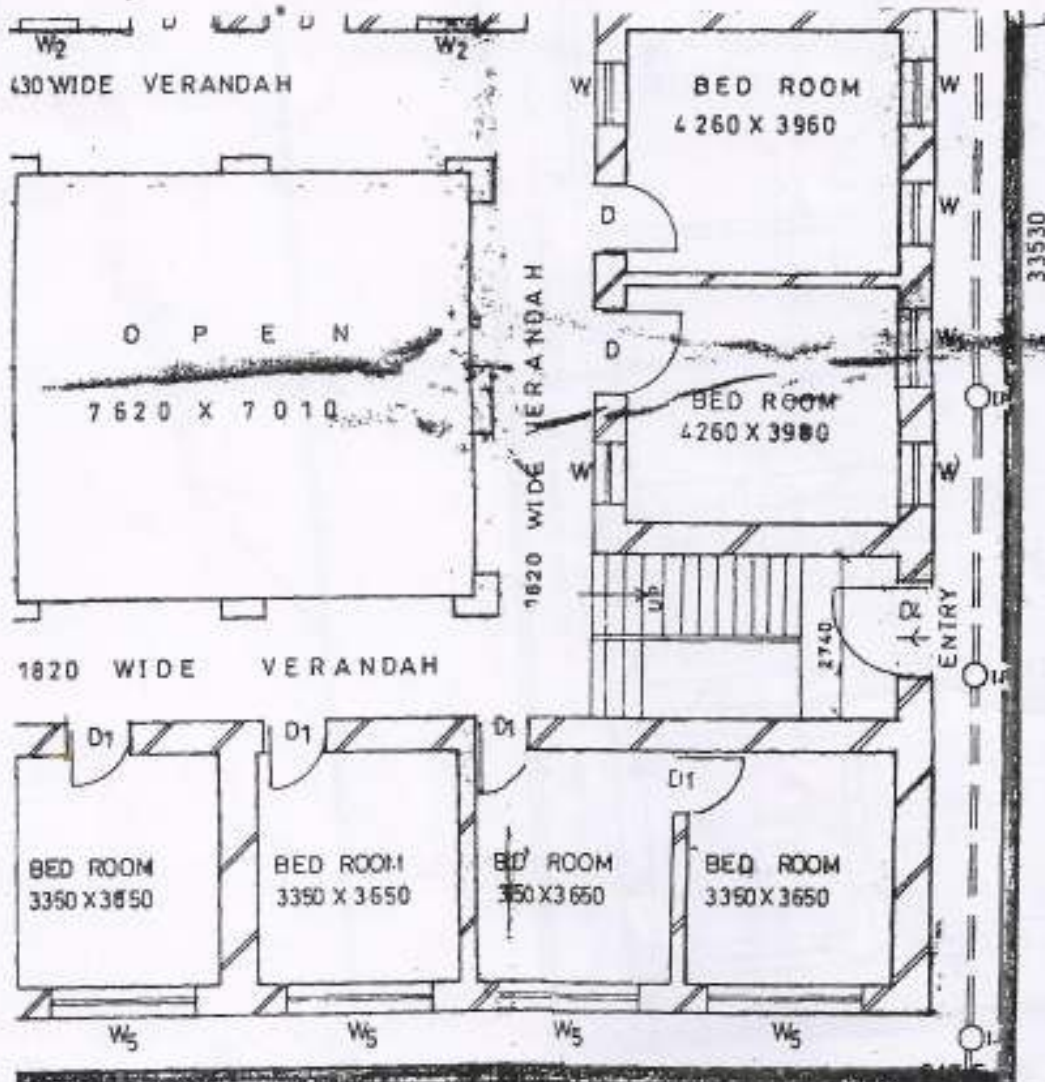 W2
W2
430 WIDE VERANDAH
W
BED ROOM
4260 X 3960
W
D
W
33530
1820 WIDE VERANDAH
O P E N
7620 X 7010
D
W
BED ROOM
4260 X 3980
W
W
UP
2740
ENTRY
1820 WIDE VERANDAH
D1
D1
D1
D1
BED ROOM
3350 X 3650
BED ROOM
3350 X 3650
ROOM
X 3650
BED ROOM
3350 X 3650
W5
W5
W5
W5